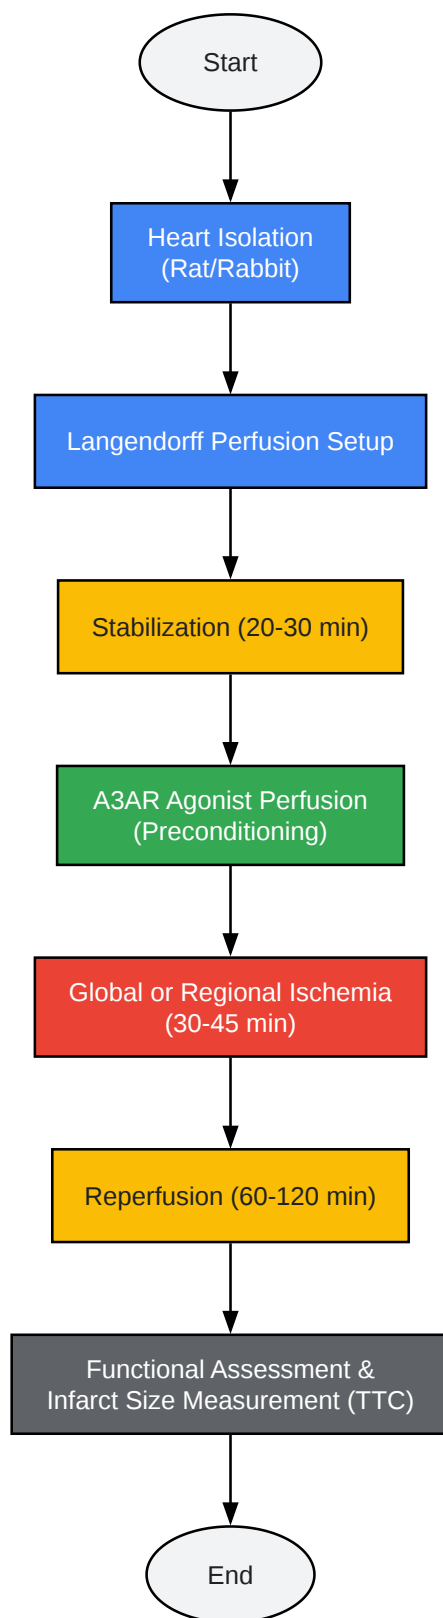 Start
Heart Isolation
(Rat/Rabbit)
Langendorff Perfusion Setup
Stabilization (20-30 min)
A3AR Agonist Perfusion
(Preconditioning)
Global or Regional Ischemia
(30-45 min)
Reperfusion (60-120 min)
Functional Assessment &
Infarct Size Measurement (TTC)
End